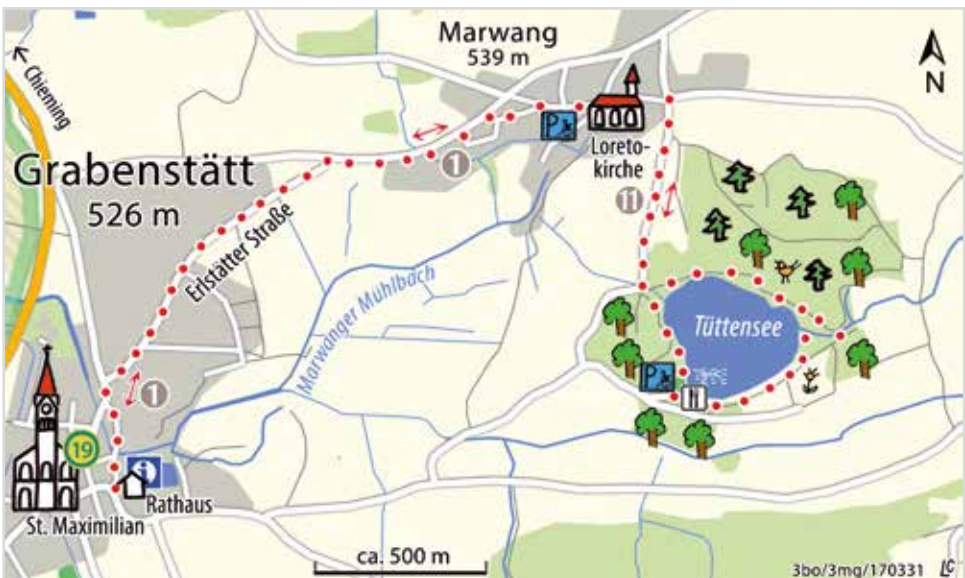 Marwang
539 m
N
Chieming
Grabenstätt
526 m
P
Loreto-
kirche
1
11
Erlstätter Straße
Marwanger Mühlbach
Tüttensee
1
P
19
i
Rathaus
St. Maximilian
ca. 500 m
3bo/3mg/170331